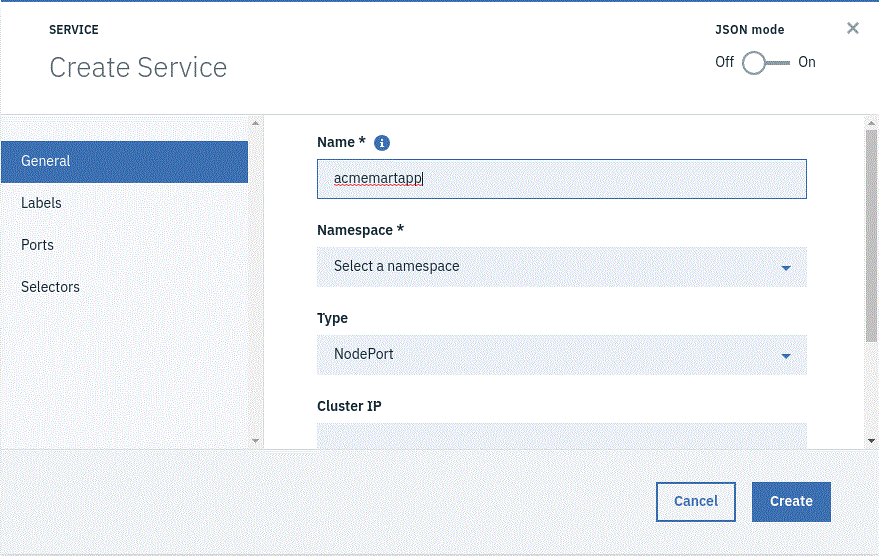 SERVICE
Create Service
JSON mode
Off On
General
Labels
Ports
Selectors
Name *
acmemartapp
Namespace *
Select a namespace
Type
NodePort
Cluster IP
Cancel
Create